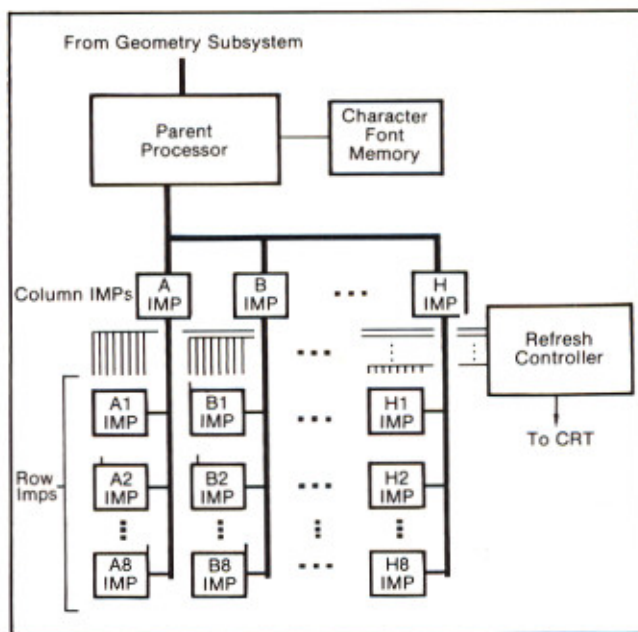 From Geometry Subsystem
Parent
Processor
Character
Font
Memory
Column IMPs
A
IMP
B
IMP
H
IMP
Refresh
Controller
To CRT
Row
Imps
A1
IMP
B1
IMP
H1
IMP
A2
IMP
B2
IMP
H2
IMP
A8
IMP
B8
IMP
H8
IMP